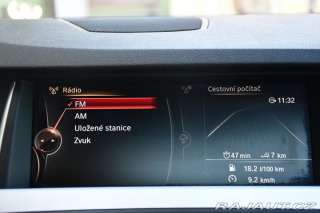 Rádio
FM
AM
Uložené stanice
Zvuk
Cestovní počítač
11:32
47 min
7 km
18.2 l/100 km
9.2 km/h
RAJAUT.CZ